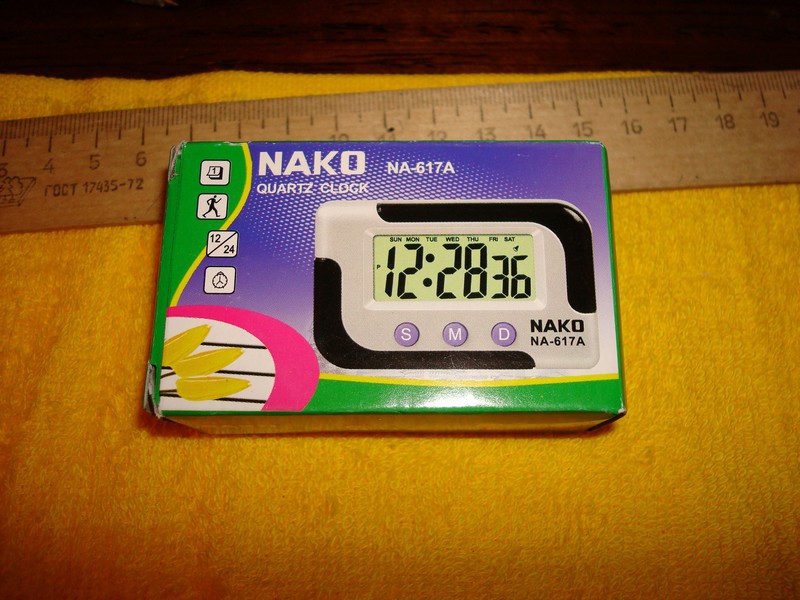 3 4 5 6 10 11 12 13 14 15 16 17 18 19
ГОСТ 17435-72
NAKO NA-617A
QUARTZ CLOCK
12/24
SUN MON TUE WED THU FRI SAT
P 12:28 36
S M D
NAKO
NA-617A